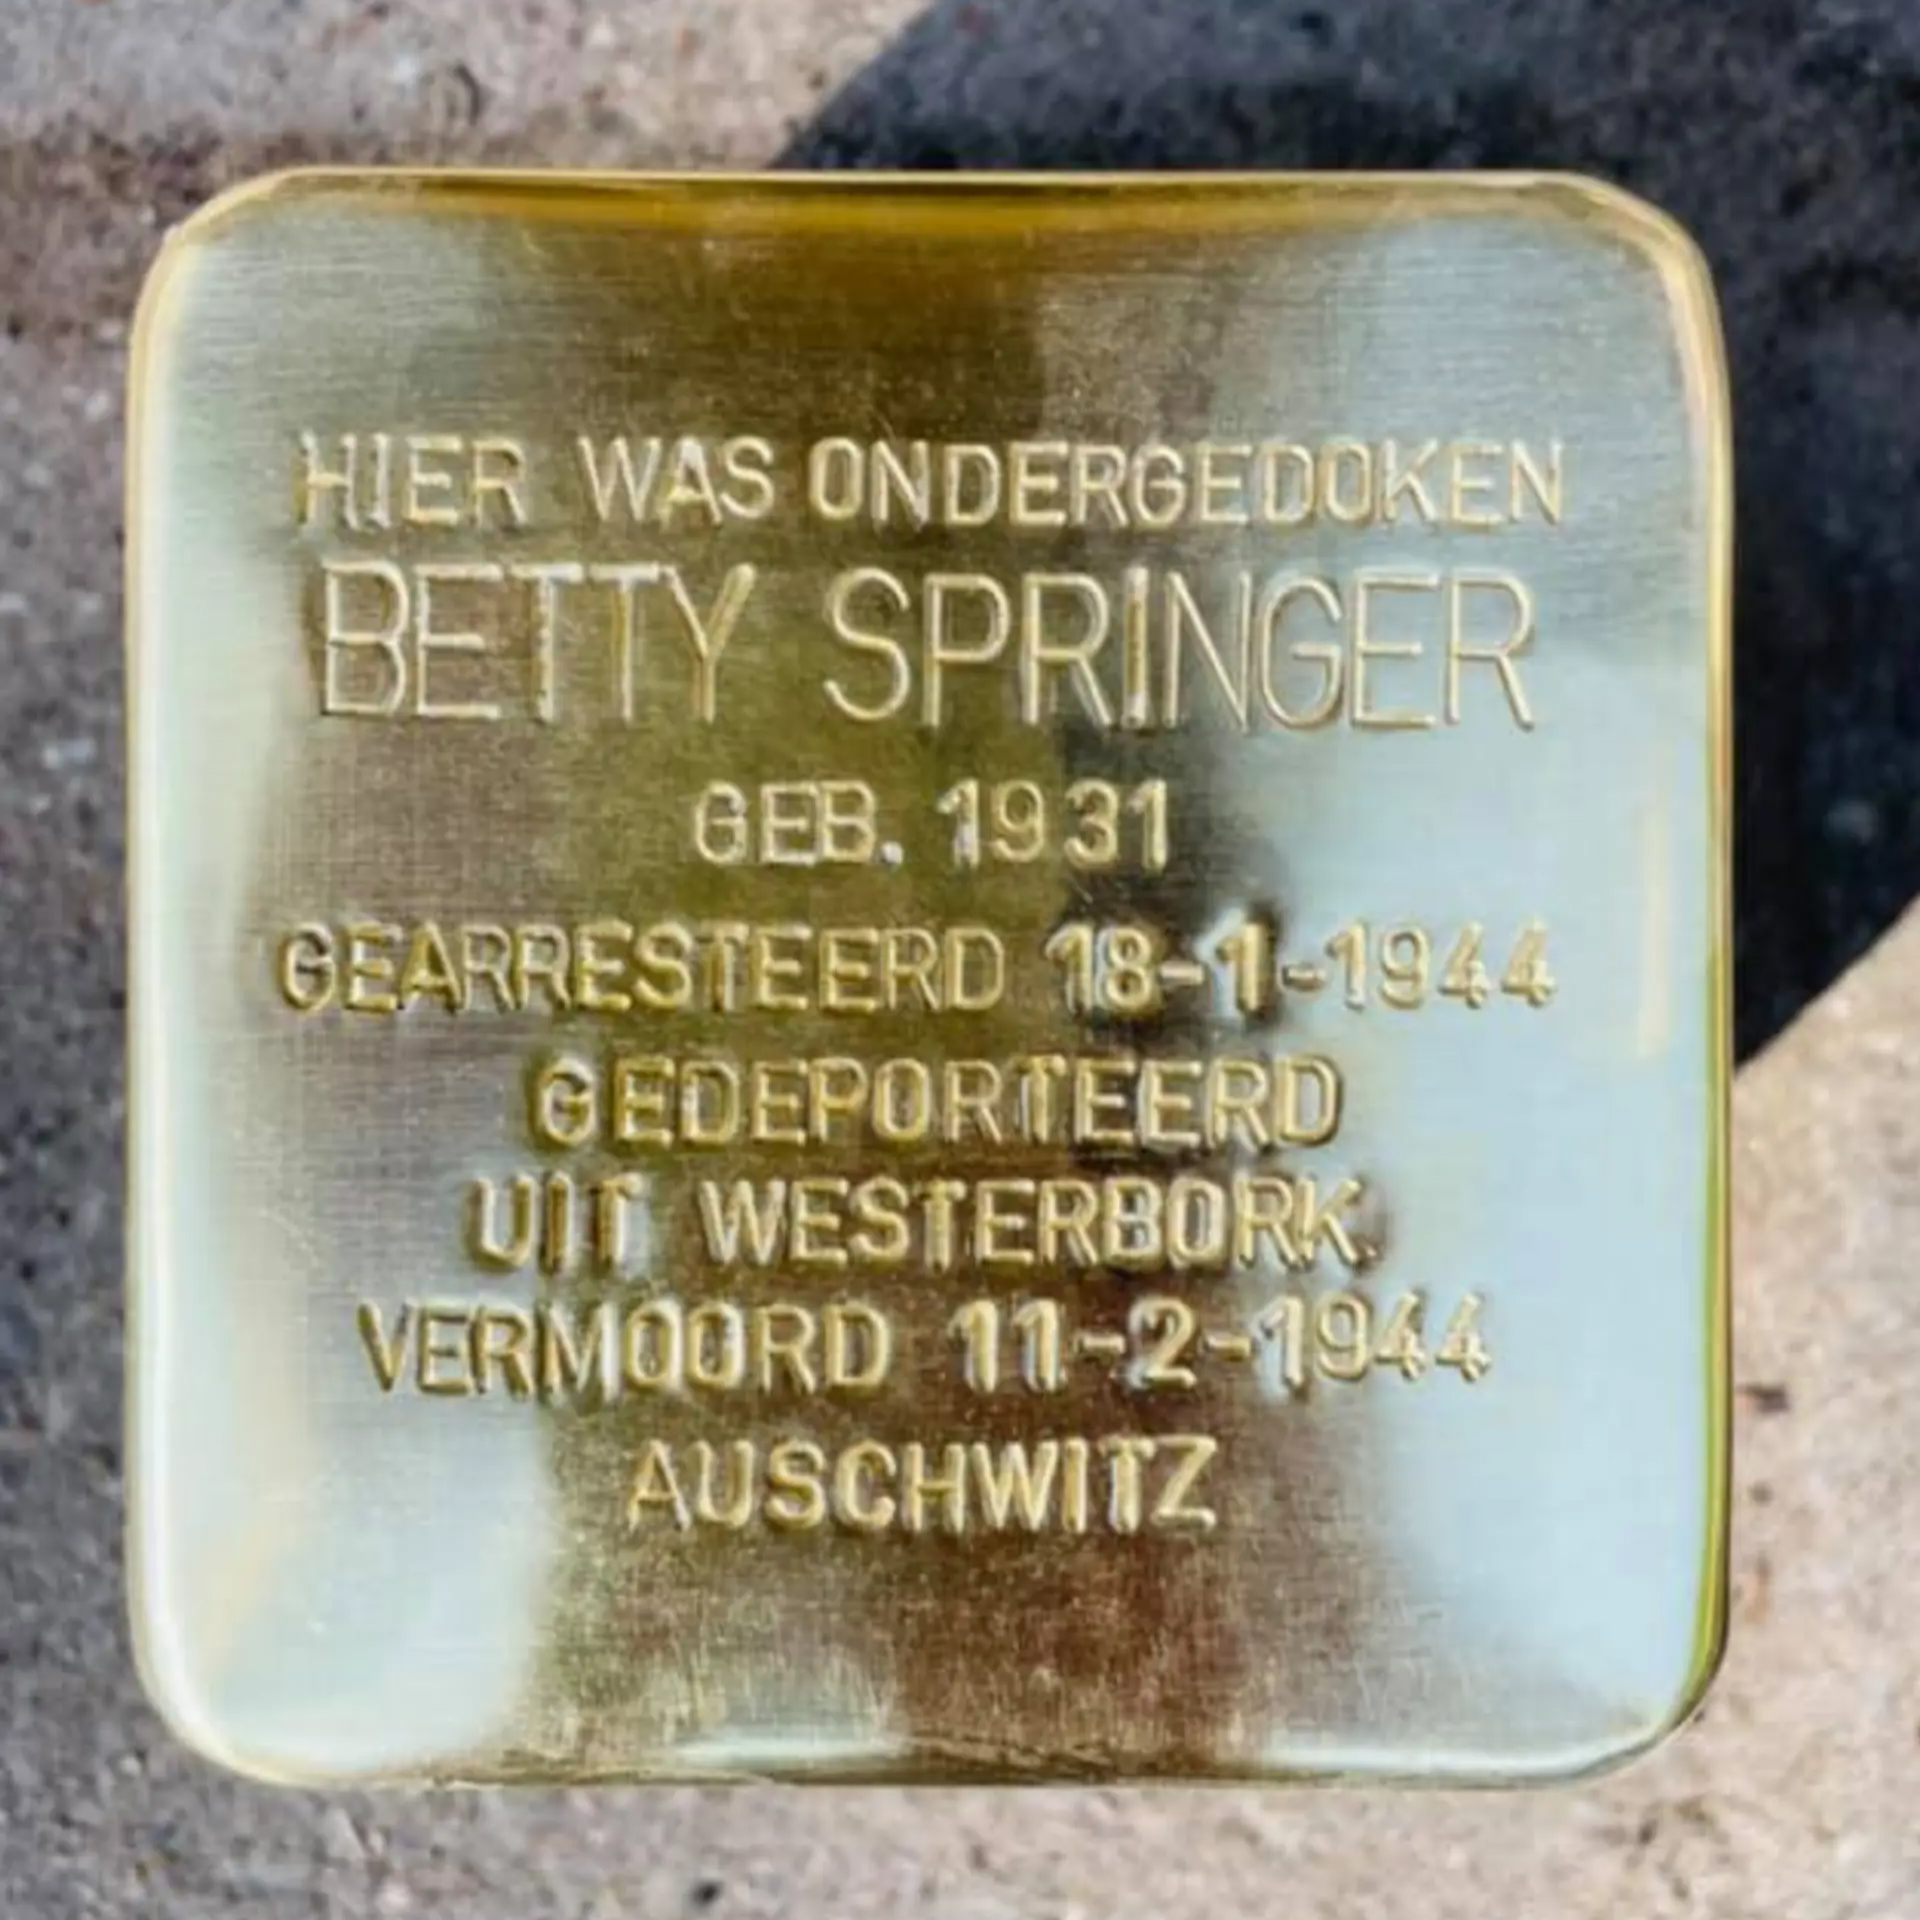 HIER WAS ONDERGEDOKEN
BETTY SPRINGER
GEB. 1931
GEARRESTEERD 18-1-1944
GEDEPORTEERD
UIT WESTERBORK
VERMOORD 11-2-1944
AUSCHWITZ